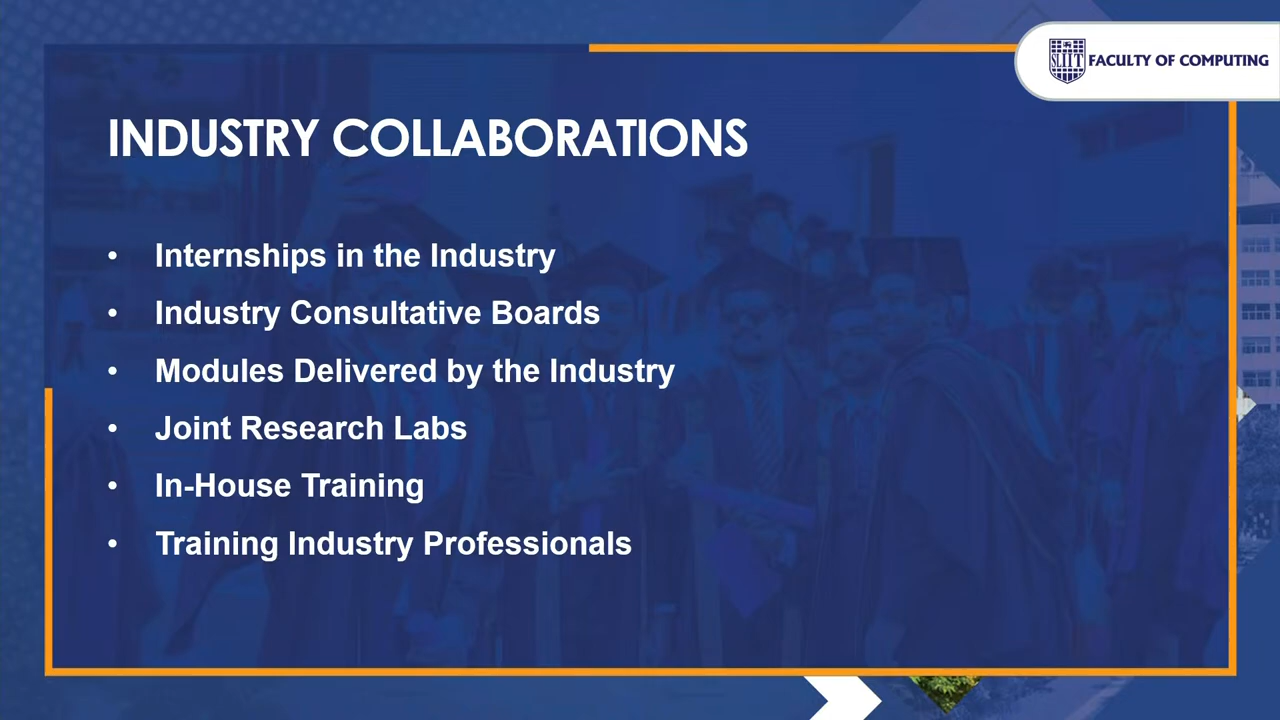 SLIIT FACULTY OF COMPUTING
INDUSTRY COLLABORATIONS
• Internships in the Industry
• Industry Consultative Boards
• Modules Delivered by the Industry
• Joint Research Labs
• In-House Training
• Training Industry Professionals